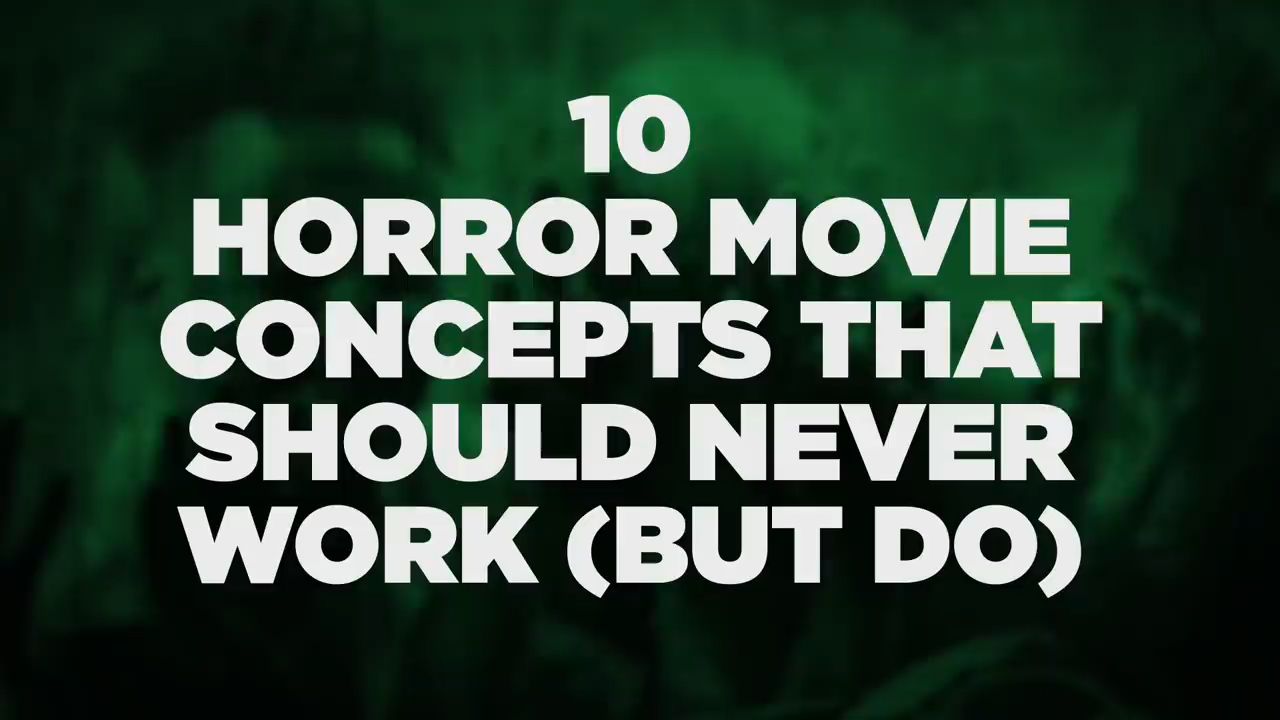 10
HORROR MOVIE
CONCEPTS THAT
SHOULD NEVER
WORK (BUT DO)